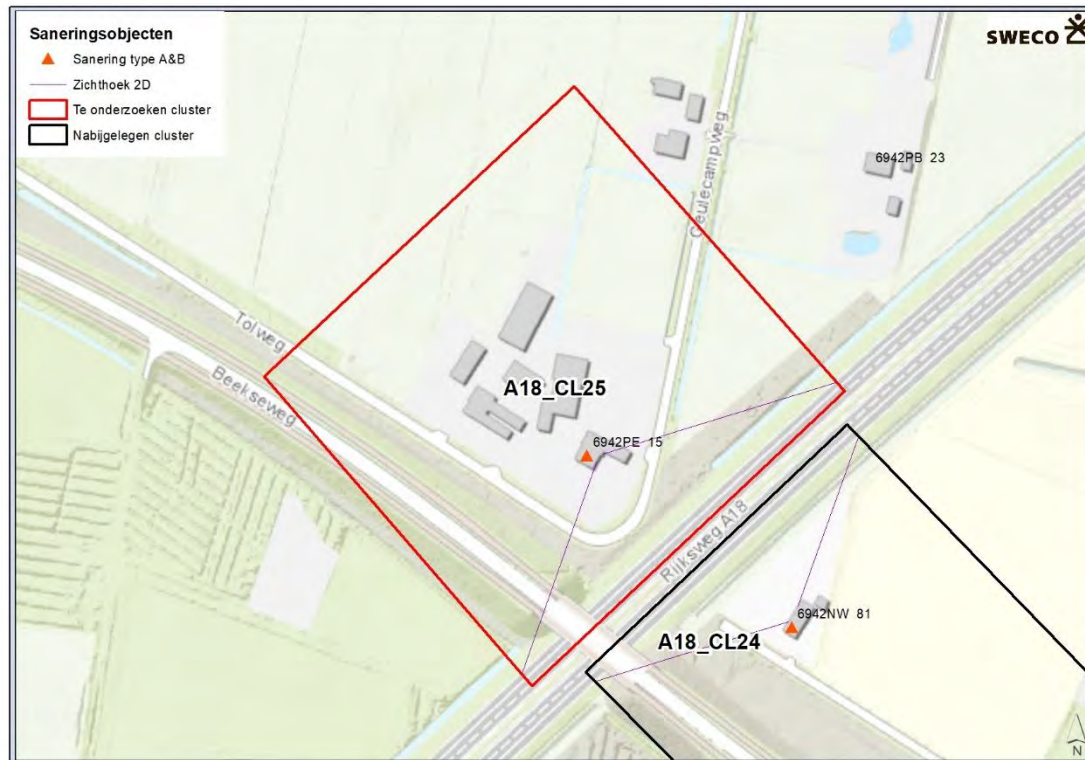 Saneringsobjecten
Sanering type A&B
Zichthoek 2D
Te onderzoeken cluster
Nabijgelegen cluster
SWECO
6942PB 23
Geulecampweg
Tolweg
Beekseweg
A18_CL25
6942PE 15
Rijksweg A18
6942NW 81
A18_CL24
N